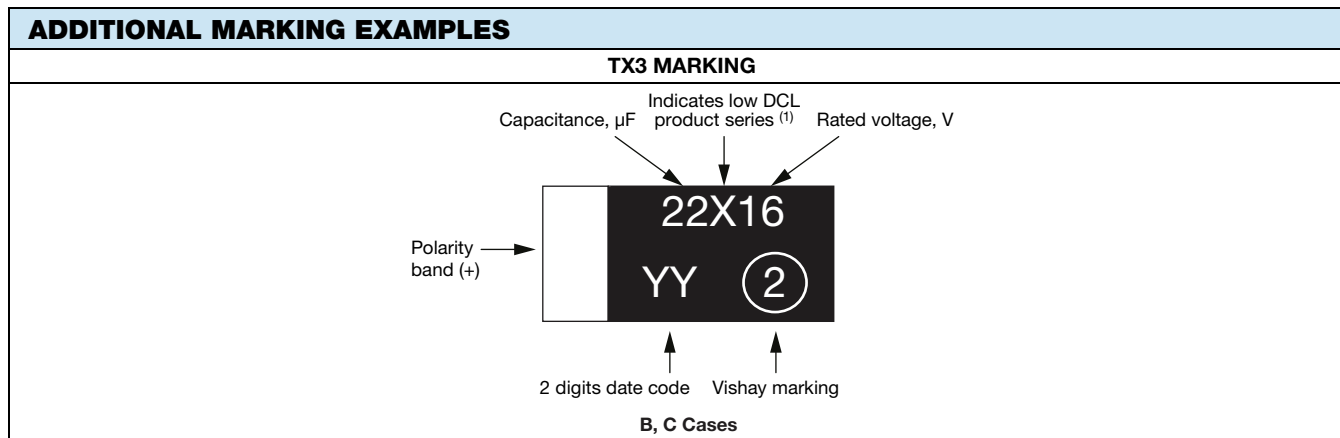 ADDITIONAL MARKING EXAMPLES
TX3 MARKING
Capacitance, µF
Indicates low DCL
product series (1)
Rated voltage, V
22X16
Polarity
band (+)
YY 2
2 digits date code
Vishay marking
B, C Cases